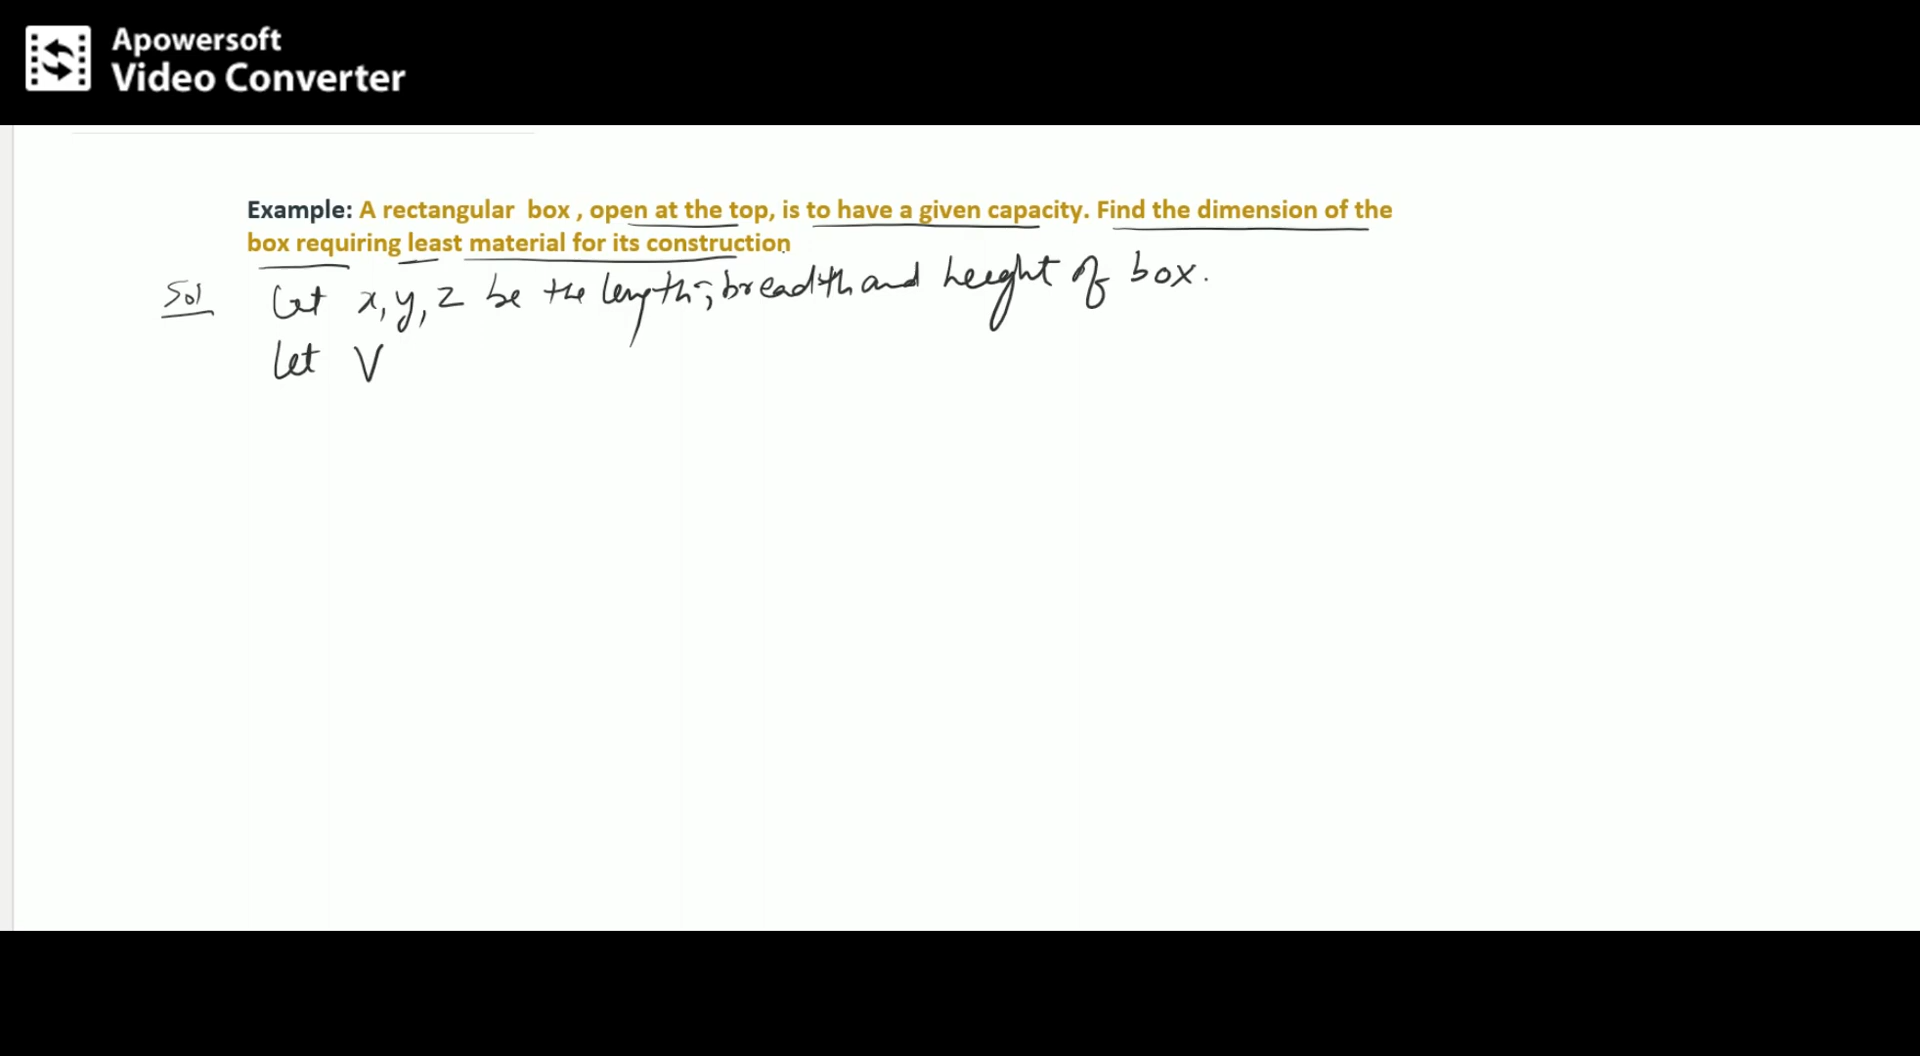 Apowersoft
Video Converter
Example: A rectangular box , open at the top, is to have a given capacity. Find the dimension of the
box requiring least material for its construction
Sol Let x, y, z be the length, breadth and height of box.
Let V